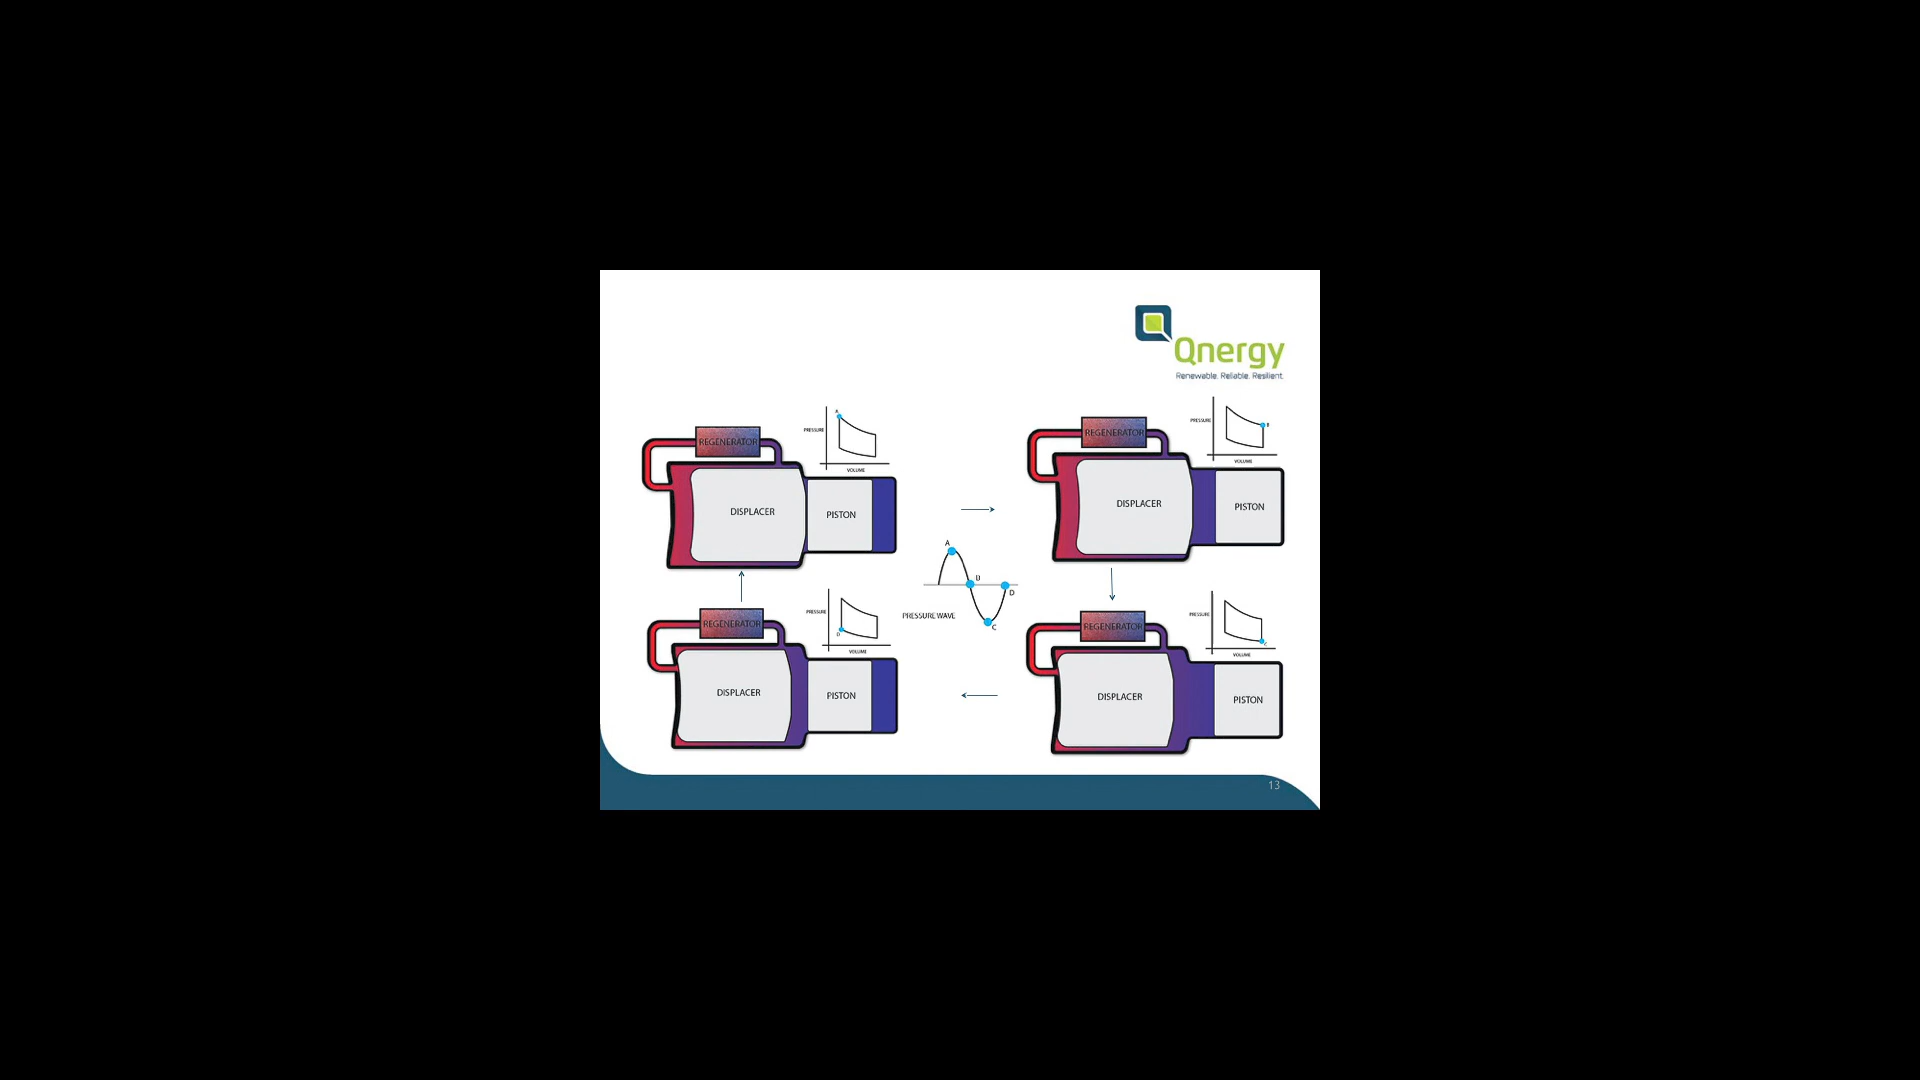 Qnergy
Renewable. Reliable. Resilient.
A
PRESSURE
VOLUME
REGENERATOR
DISPLACER
PISTON
PRESSURE
B
VOLUME
REGENERATOR
DISPLACER
PISTON
A
B
D
C
PRESSURE WAVE
PRESSURE
D
VOLUME
REGENERATOR
DISPLACER
PISTON
PRESSURE
C
VOLUME
REGENERATOR
DISPLACER
PISTON
13